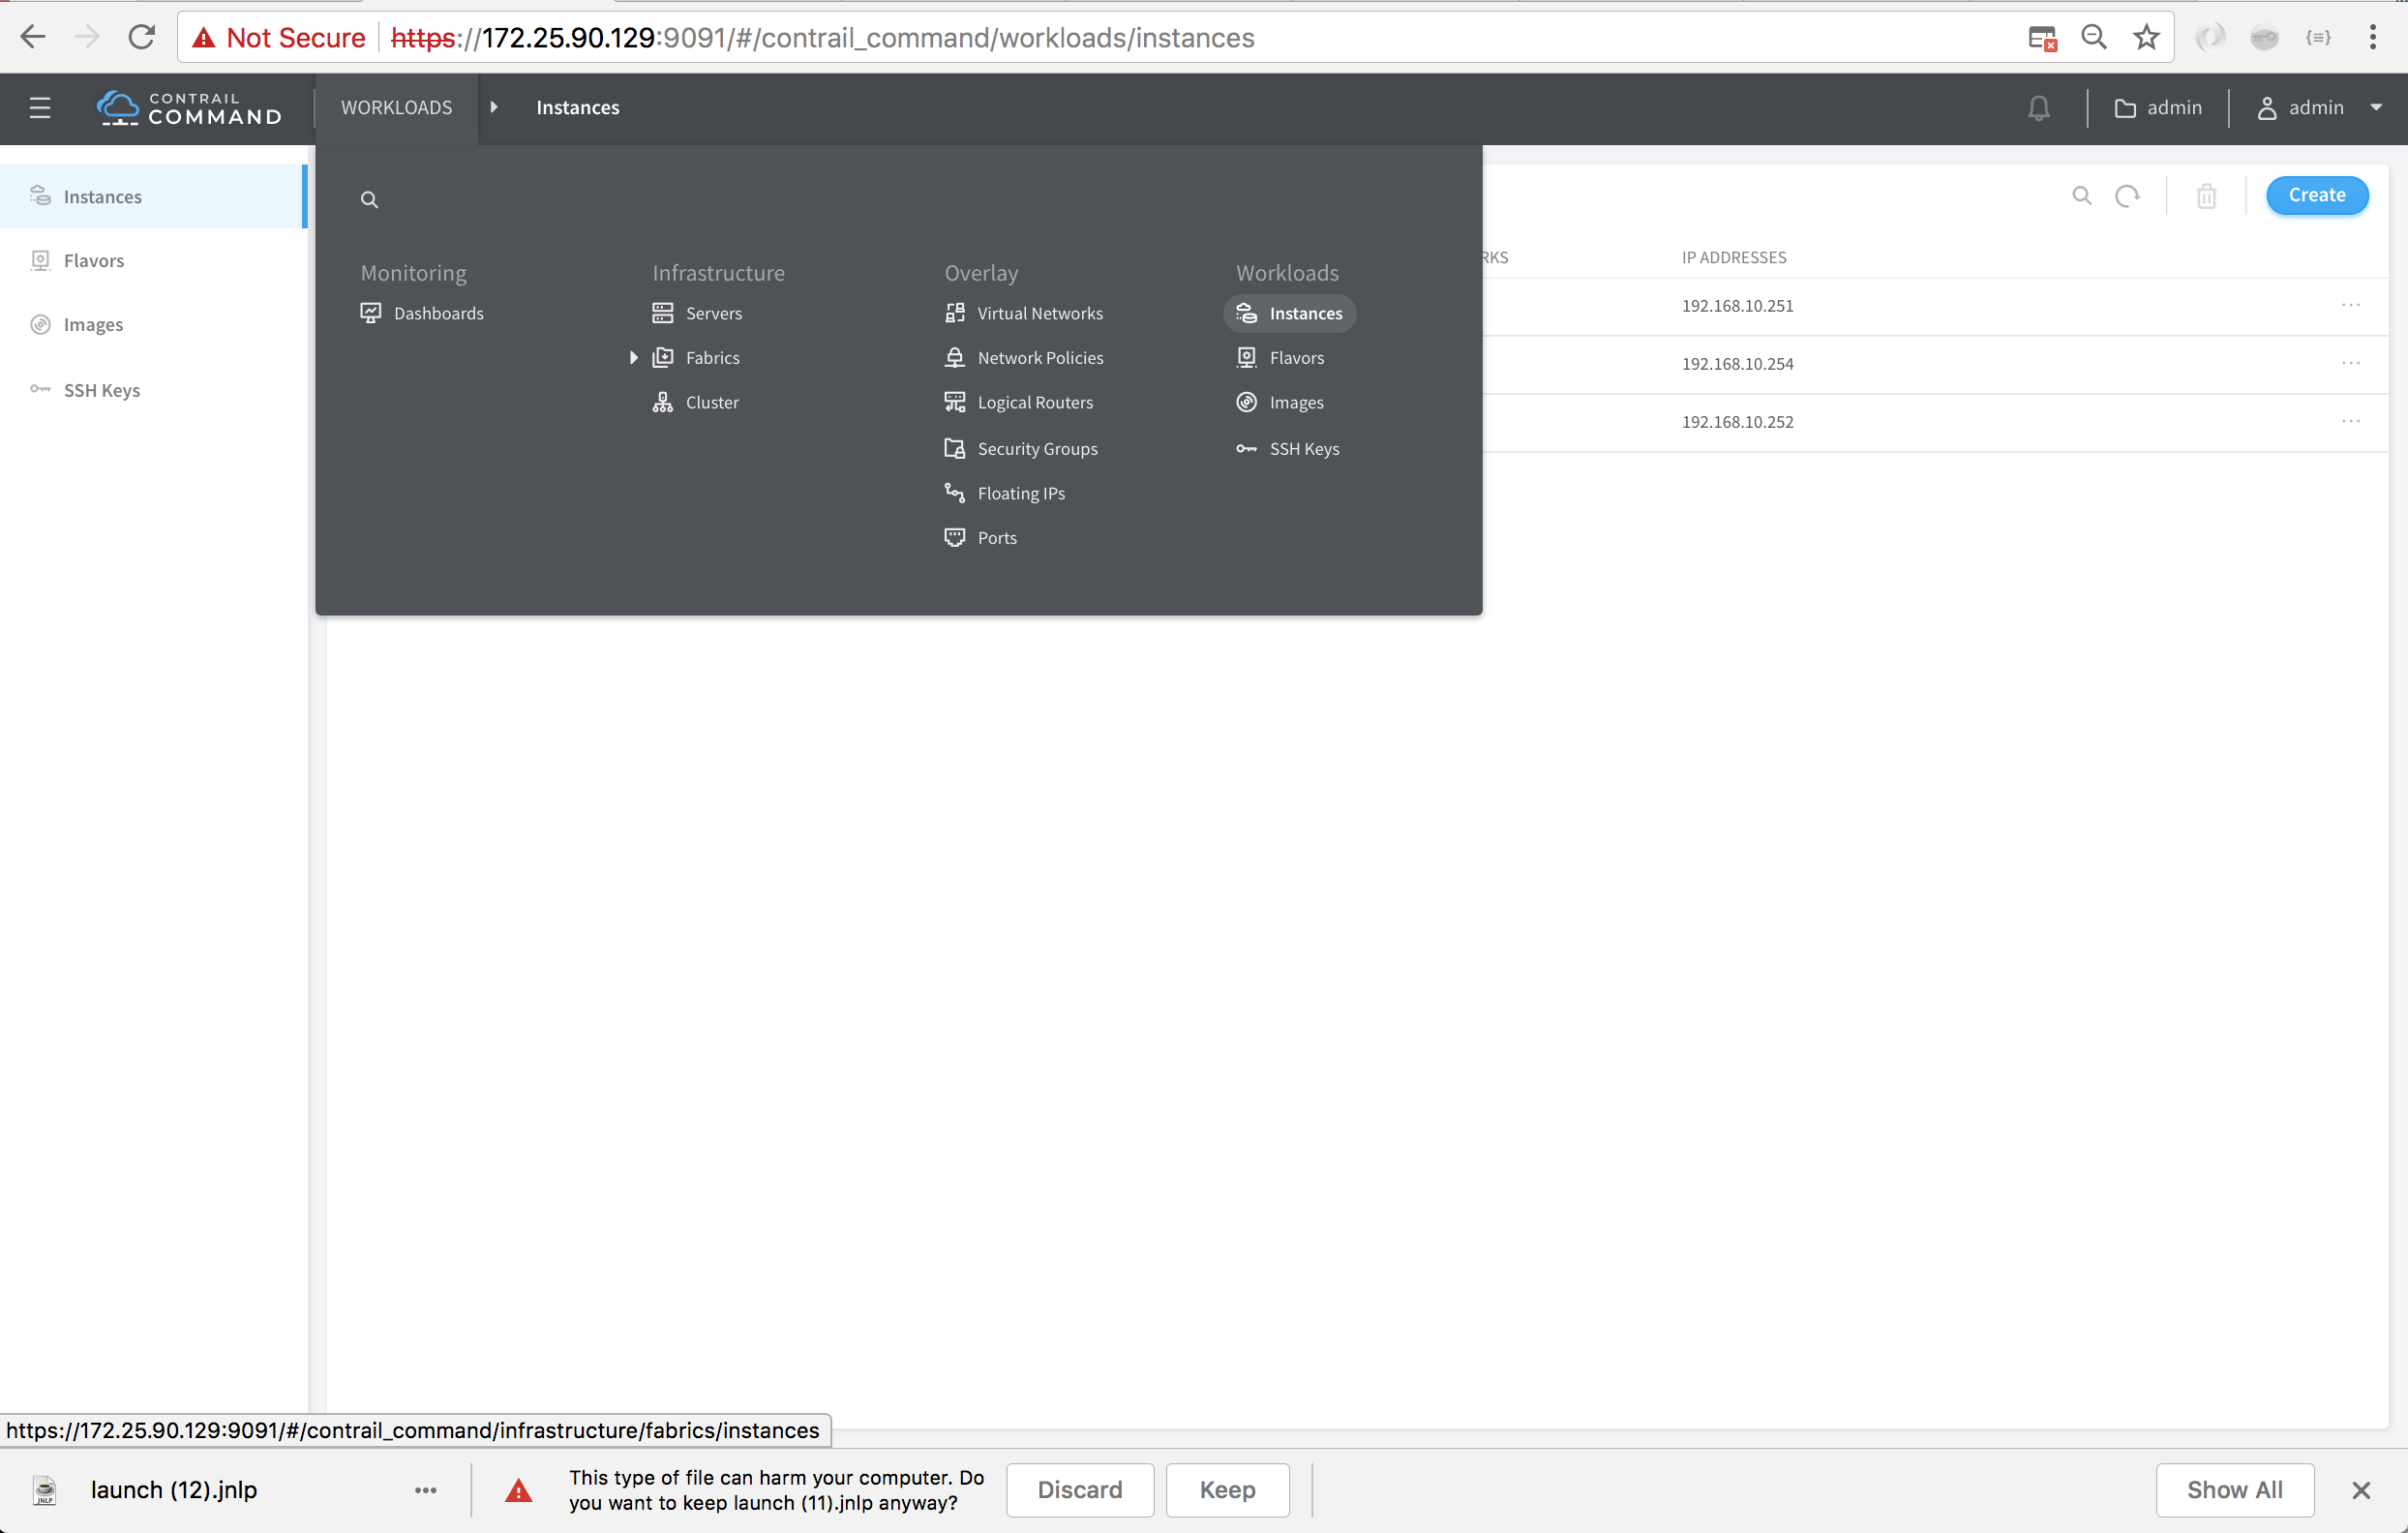 Not Secure https://172.25.90.129:9091/#/contrail_command/workloads/instances
CONTRAIL
COMMAND
WORKLOADS
Instances
admin
admin
Instances
Flavors
Images
SSH Keys
Monitoring
Dashboards
Infrastructure
Servers
Fabrics
Cluster
Overlay
Virtual Networks
Network Policies
Logical Routers
Security Groups
Floating IPs
Ports
Workloads
Instances
Flavors
Images
SSH Keys
Create
RKS IP ADDRESSES
192.168.10.251
192.168.10.254
192.168.10.252
https://172.25.90.129:9091/#/contrail_command/infrastructure/fabrics/instances
JNLP
launch (12).jnlp
This type of file can harm your computer. Do
you want to keep launch (11).jnlp anyway?
Discard
Keep
Show All